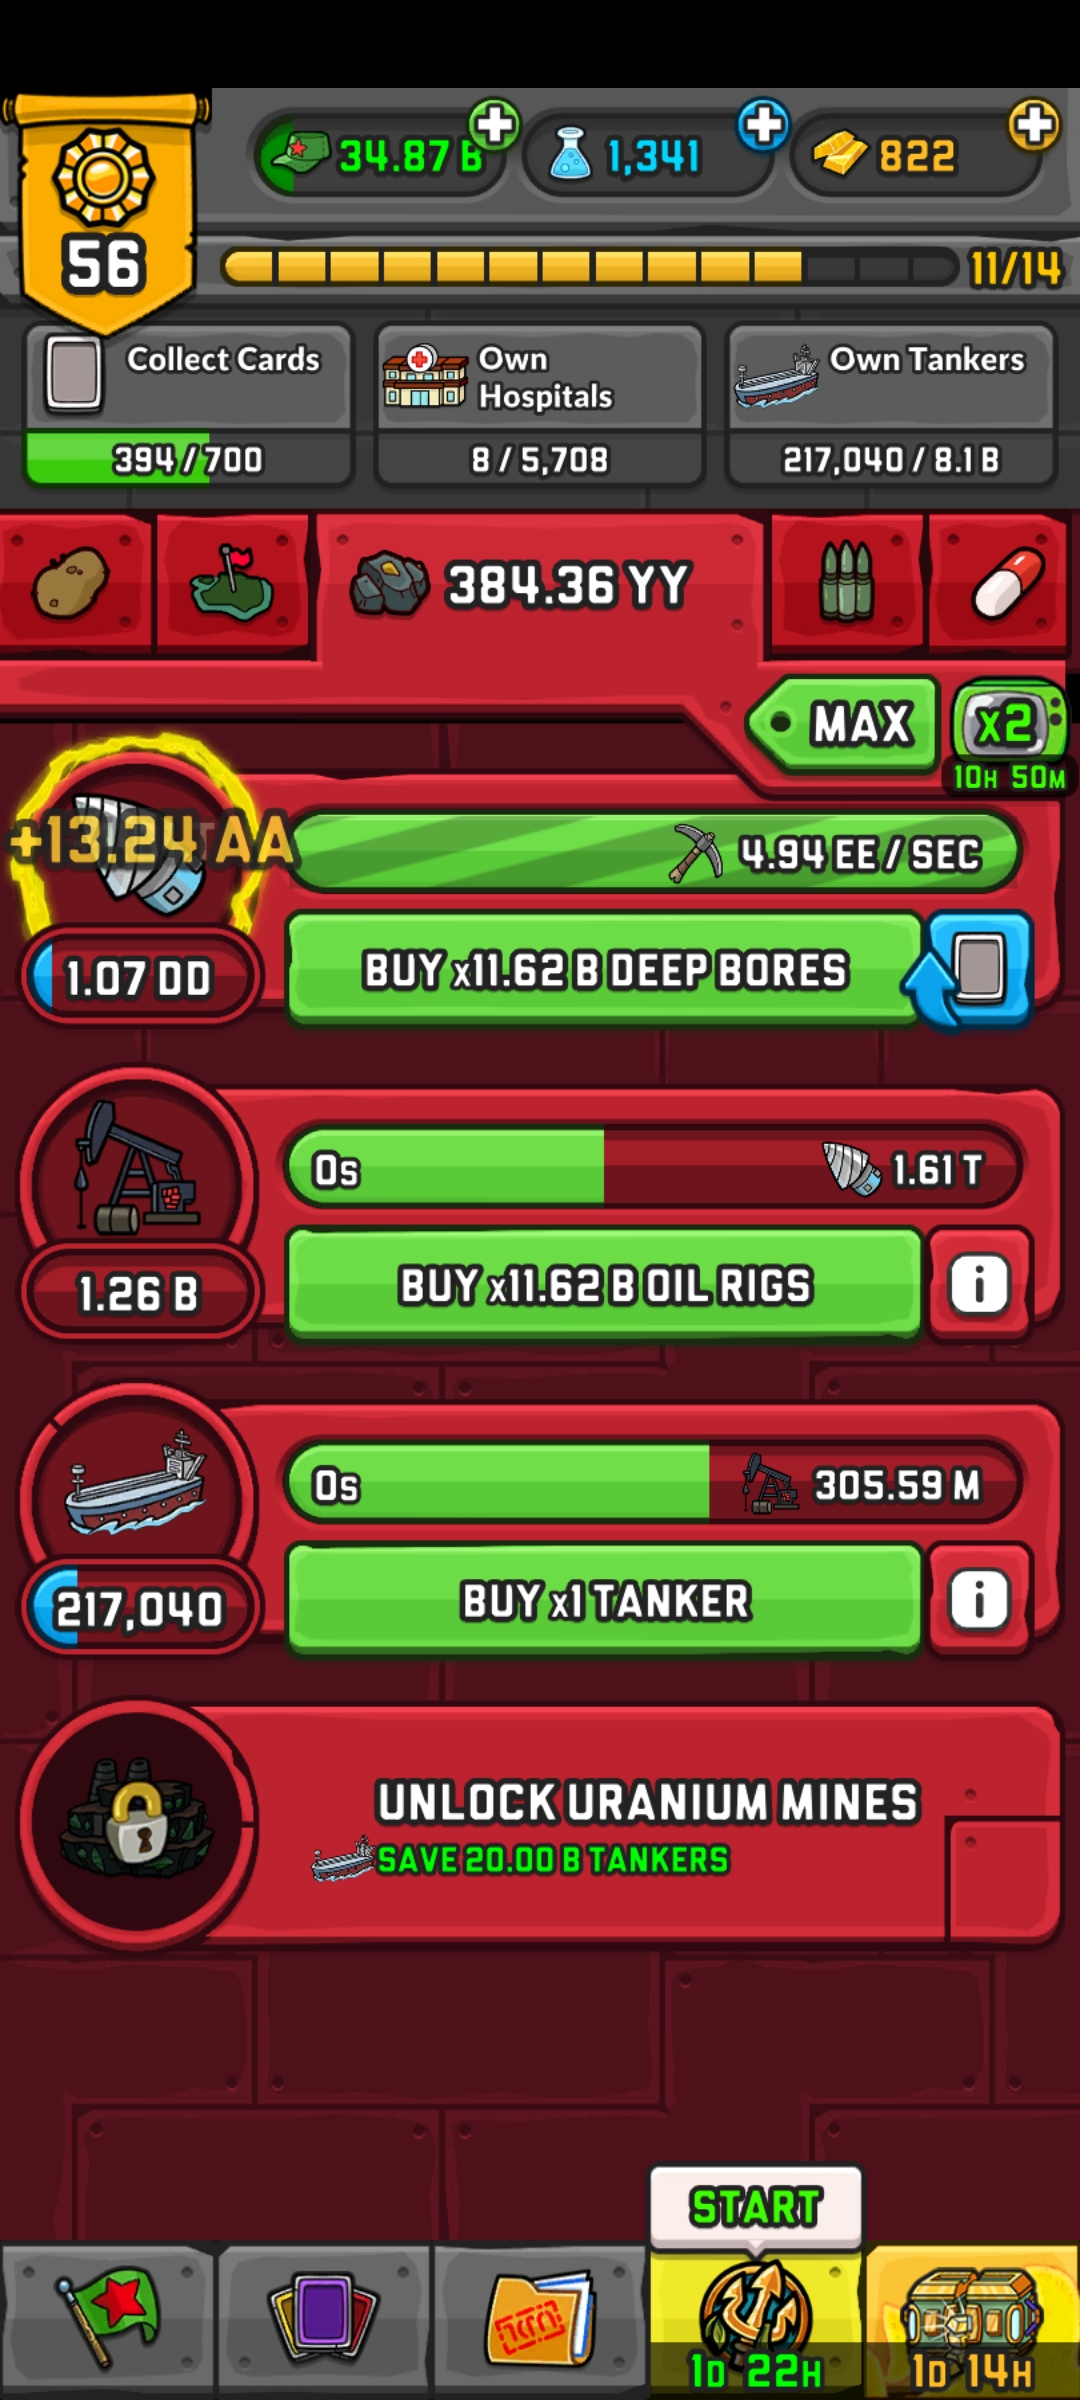 56
34.87 B
1,341
822
11/14
Collect Cards
394/700
Own
Hospitals
8/5,708
Own Tankers
217,040/8.1 B
384.36 YY
MAX
x2
10H 50M
+13.24 AA
4.94 EE/SEC
1.07 DD
BUY x11.62 B DEEP BORES
0s
1.61 T
1.26 B
BUY x11.62 B OIL RIGS
i
0s
305.59 M
217,040
BUY x1 TANKER
i
UNLOCK URANIUM MINES
SAVE 20.00 B TANKERS
START
1D 22H
1D 14H